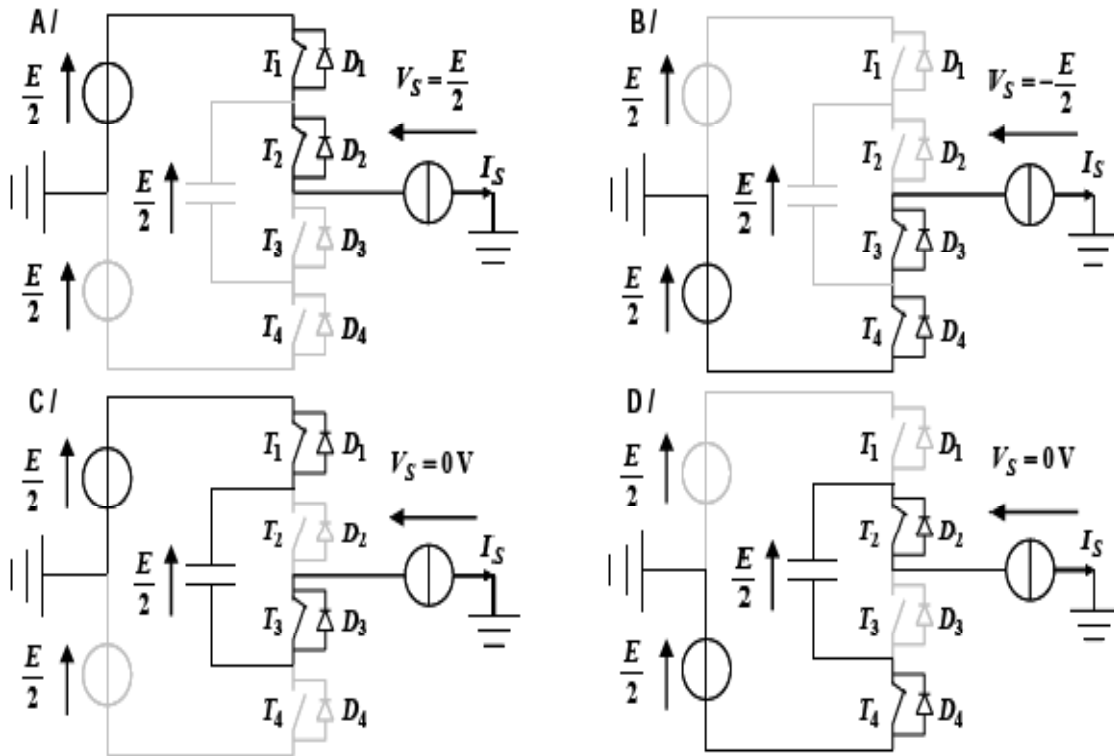 A/
T1 D1
E/2
VS = E/2
T2 D2
E/2
IS
T3 D3
E/2
T4 D4
B/
T1 D1
E/2
VS = -E/2
T2 D2
E/2
IS
T3 D3
E/2
T4 D4
C/
T1 D1
E/2
VS = 0 V
T2 D2
E/2
IS
T3 D3
E/2
T4 D4
D/
T1 D1
E/2
VS = 0 V
T2 D2
E/2
IS
T3 D3
E/2
T4 D4